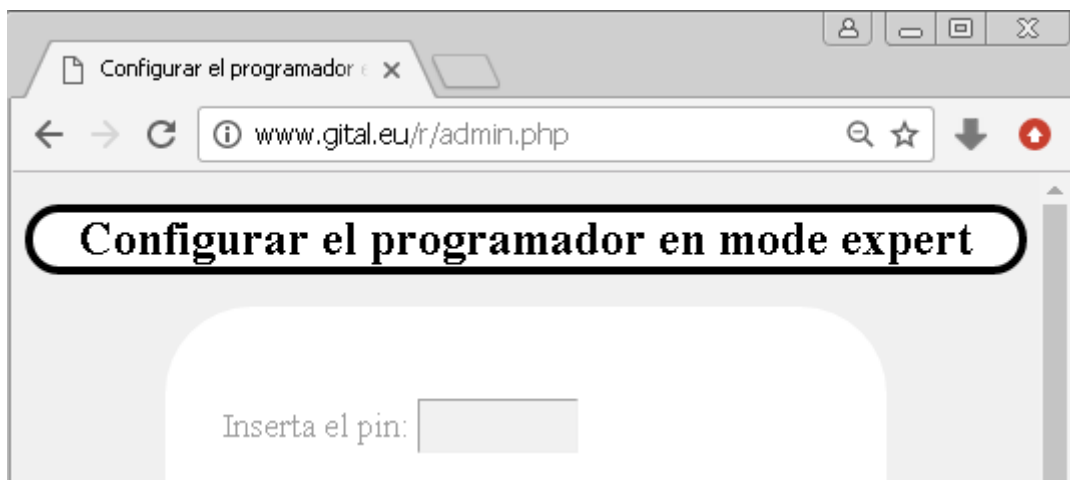 Configurar el programador e
www.gital.eu/r/admin.php
Configurar el programador en mode expert
Inserta el pin: